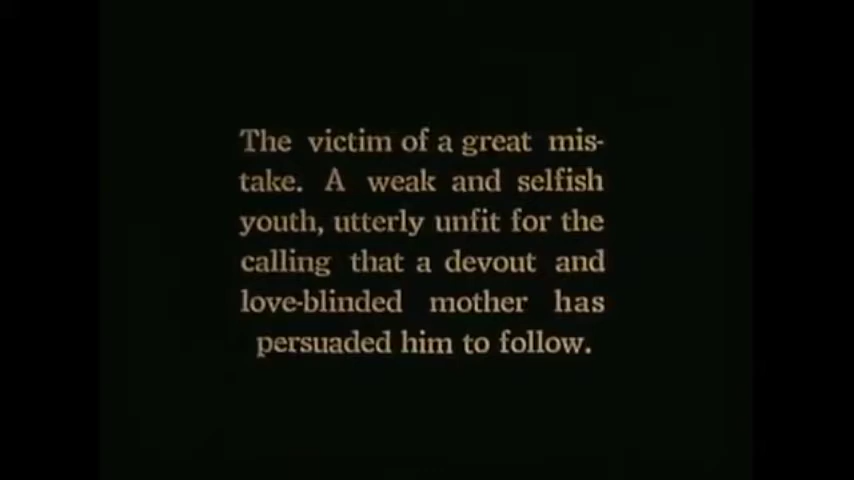 The victim of a great mis-
take. A weak and selfish
youth, utterly unfit for the
calling that a devout and
love-blinded mother has
persuaded him to follow.